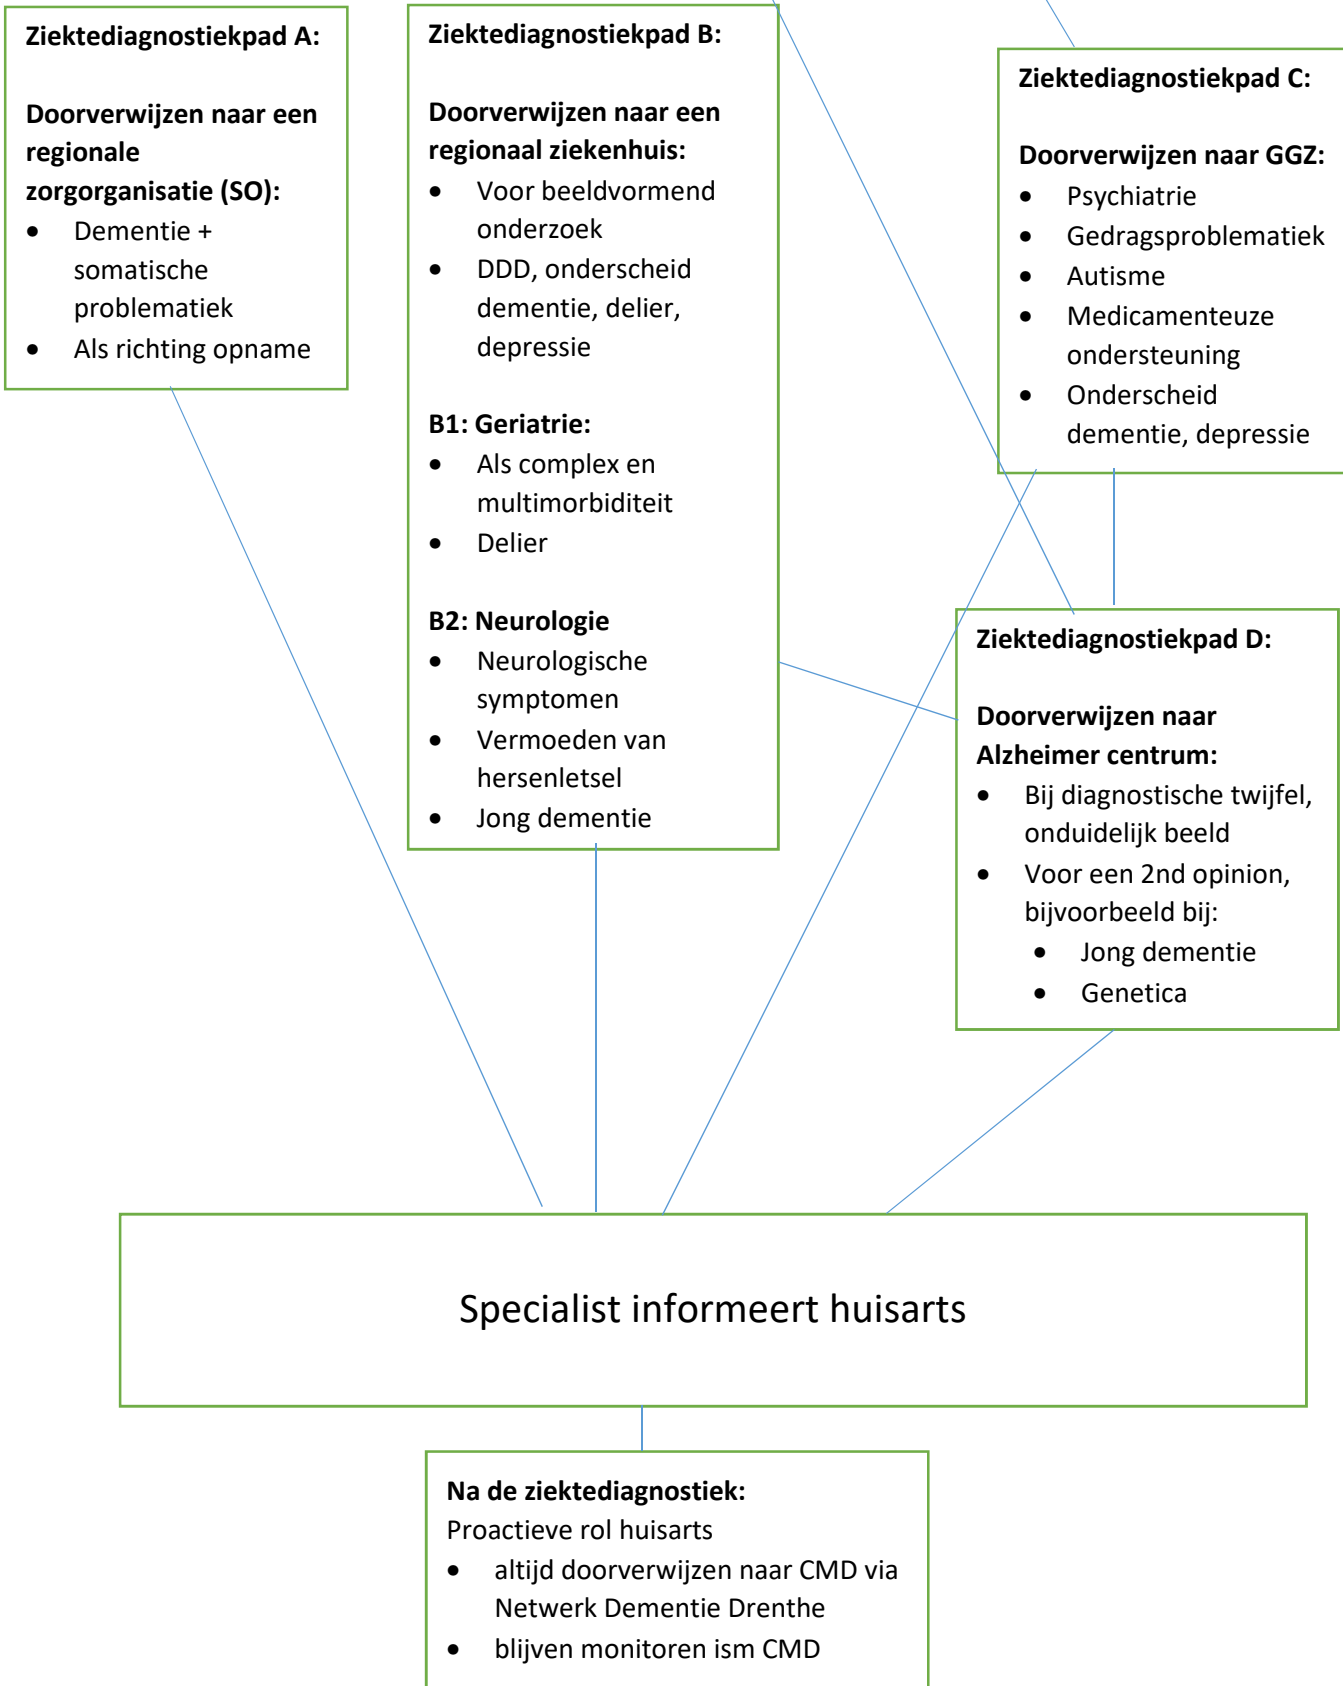 Ziektediagnostiekpad A:
Doorverwijzen naar een
regionale
zorgorganisatie (SO):
• Dementie +
somatische
problematiek
• Als richting opname
Ziektediagnostiekpad B:
Doorverwijzen naar een
regionaal ziekenhuis:
• Voor beeldvormend
onderzoek
• DDD, onderscheid
dementie, delier,
depressie
B1: Geriatrie:
• Als complex en
multimorbiditeit
• Delier
B2: Neurologie
• Neurologische
symptomen
• Vermoeden van
hersenletsel
• Jong dementie
Ziektediagnostiekpad C:
Doorverwijzen naar GGZ:
• Psychiatrie
• Gedragsproblematiek
• Autisme
• Medicamenteuze
ondersteuning
• Onderscheid
dementie, depressie
Ziektediagnostiekpad D:
Doorverwijzen naar
Alzheimer centrum:
• Bij diagnostische twijfel,
onduidelijk beeld
• Voor een 2nd opinion,
bijvoorbeeld bij:
• Jong dementie
• Genetica
Specialist informeert huisarts
Na de ziektediagnostiek:
Proactieve rol huisarts
• altijd doorverwijzen naar CMD via
Netwerk Dementie Drenthe
• blijven monitoren ism CMD